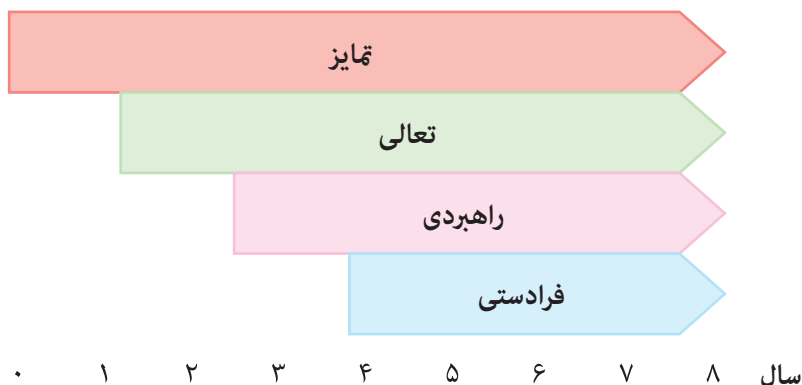 تمایز
تعالی
راهبردی
فرادستی
۰ ۱ ۲ ۳ ۴ ۵ ۶ ۷ ۸ سال